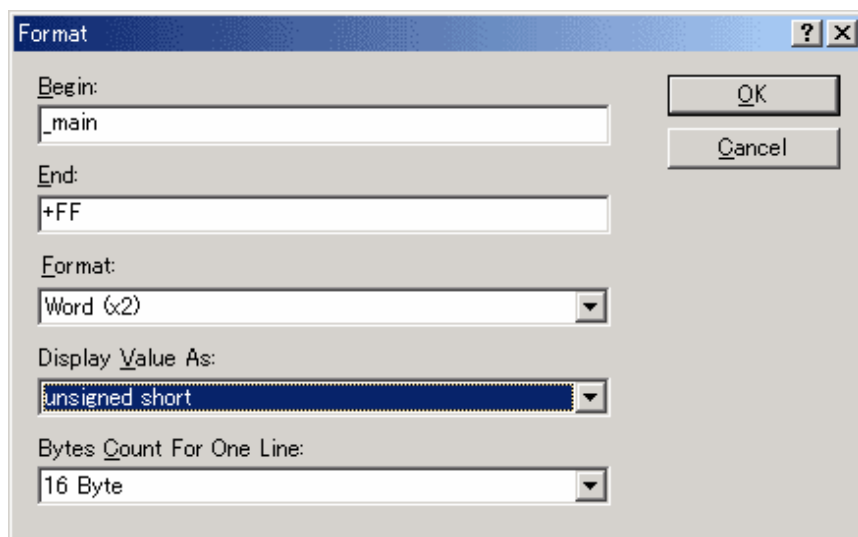 Format
Begin:
OK
_main
Cancel
End:
+FF
Format:
Word (x2)
Display Value As:
unsigned short
Bytes Count For One Line:
16 Byte